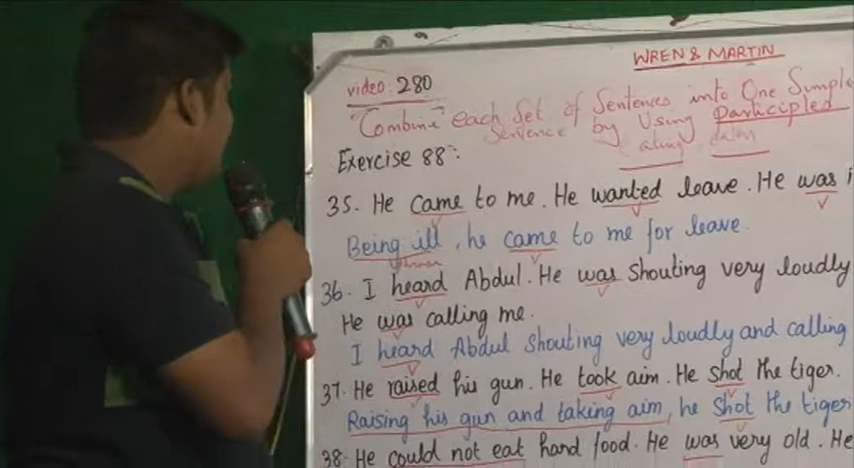 WREN & MARTIN
video: 280
"Combine each Set of Sentences into One Simple
Sentence by Using Participles
Exercise 88:
35. He came to me. He wanted leave. He was
Being ill, he came to me for leave.
36. I heard Abdul. He was shouting very loudly
He was calling me.
I heard Abdul shouting very loudly and calling
37. He raised his gun. He took aim. He shot the tiger.
Raising his gun and taking aim, he shot the tiger
38. He could not eat hard food. He was very old. He